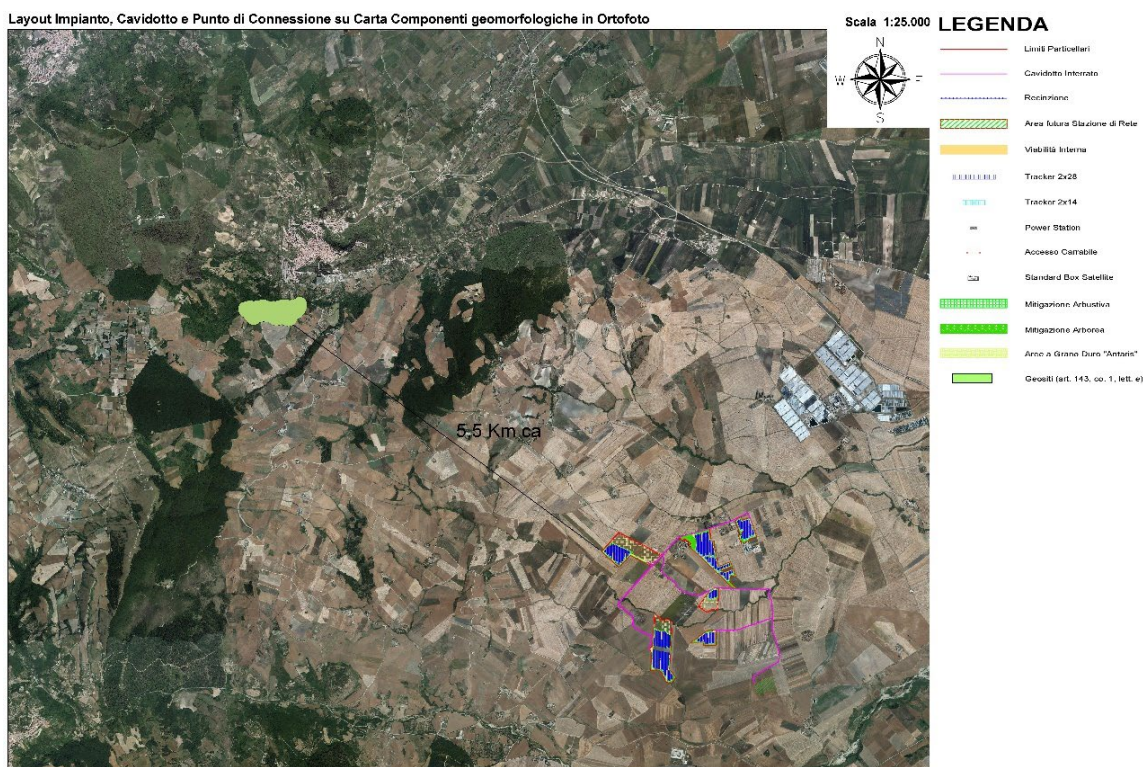 Layout Impianto, Cavidotto e Punto di Connessione su Carta Componenti geomorfologiche in Ortofoto
Scala 1:25.000
LEGENDA
N
W
E
S
Limiti Particellari
Cavidotto Interrato
Recinzione
Area futura Stazione di Rete
Viabilità Interna
Tracker 2x28
Tracker 2x14
Power Station
Accesso Carrabile
Standard Box Satellite
Mitigazione Arbustiva
Mitigazione Arborea
Aree a Grano Duro "Antaris"
Geositi (art. 143, co. 1, lett. e)
5.5 Km ca